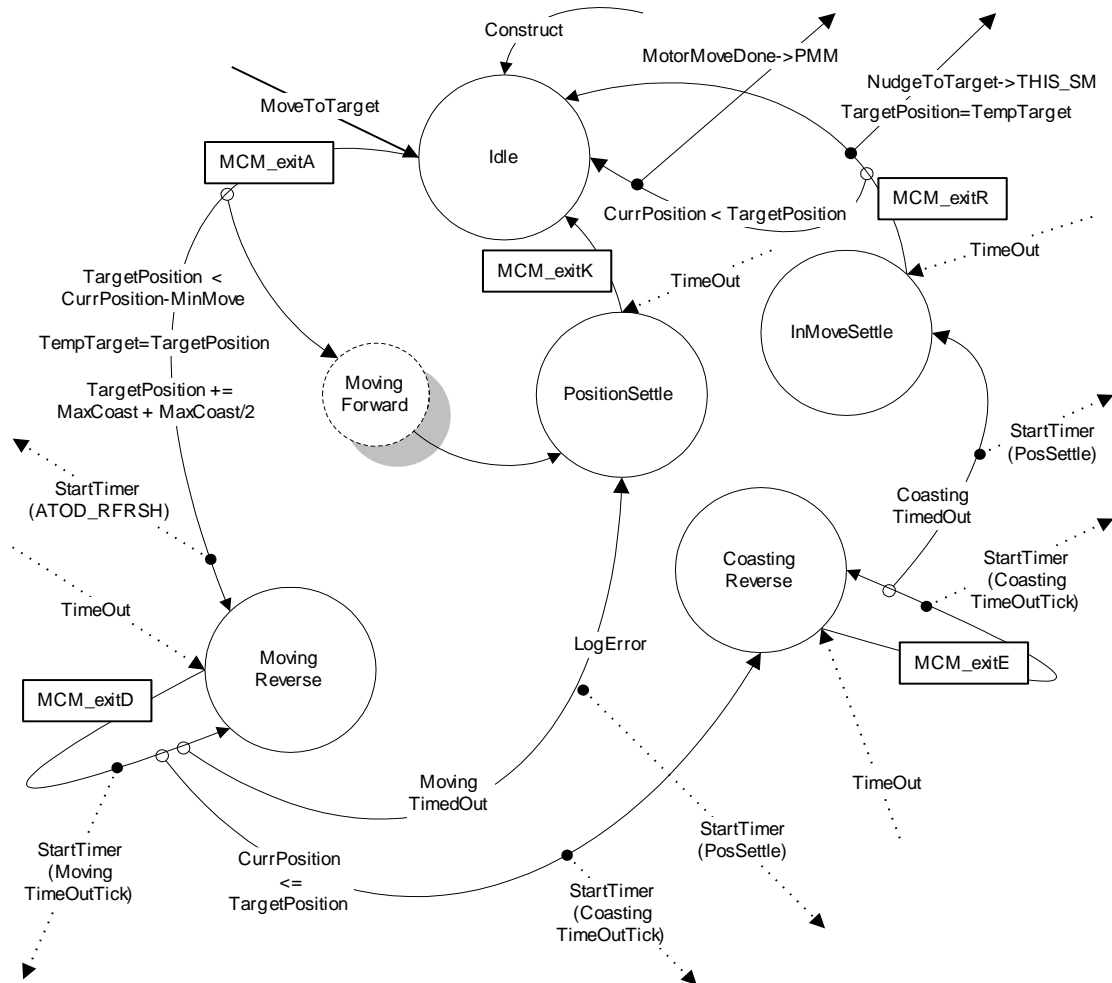 Construct
MotorMoveDone->PMM
NudgeToTarget->THIS_SM
TargetPosition=TempTarget
MoveToTarget
MCM_exitA
Idle
MCM_exitR
CurrPosition < TargetPosition
MCM_exitK
TimeOut
TimeOut
TargetPosition <
CurrPosition-MinMove
TempTarget=TargetPosition
TargetPosition +=
MaxCoast + MaxCoast/2
InMoveSettle
Moving
Forward
PositionSettle
StartTimer
(ATOD_RFRSH)
StartTimer
(PosSettle)
Coasting
TimedOut
Coasting
Reverse
StartTimer
(Coasting
TimeOutTick)
TimeOut
Moving
Reverse
LogError
MCM_exitE
MCM_exitD
Moving
TimedOut
TimeOut
StartTimer
(Moving
TimeOutTick)
CurrPosition
<=
TargetPosition
StartTimer
(PosSettle)
StartTimer
(Coasting
TimeOutTick)